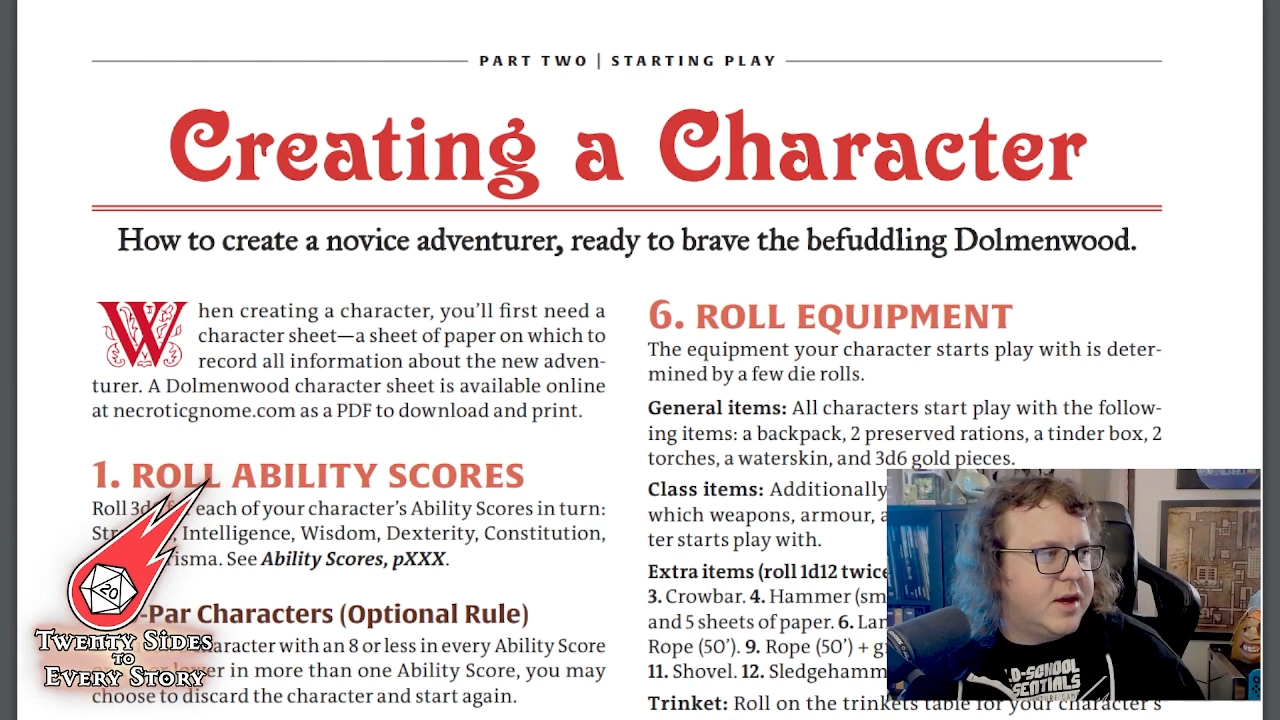 PART TWO | STARTING PLAY
Creating a Character
How to create a novice adventurer, ready to brave the befuddling Dolmenwood.
When creating a character, you'll first need a
character sheet—a sheet of paper on which to
record all information about the new adven-
turer. A Dolmenwood character sheet is available online
at necroticgnome.com as a PDF to download and print.
1. ROLL ABILITY SCORES
Roll each of your character's Ability Scores in turn:
Intelligence, Wisdom, Dexterity, Constitution,
See Ability Scores, pXXX.
-Par Characters (Optional Rule)
with an 8 or less in every Ability Score
in more than one Ability Score, you may
choose to discard the character and start again.
6. ROLL EQUIPMENT
The equipment your character starts play with is deter-
mined by a few die rolls.
General items: All characters start play with the follow-
ing items: a backpack, 2 preserved rations, a tinder box, 2
torches, a waterskin, and 3d6 gold pieces.
Class items: Additionally
which weapons, armour,
ter starts play with.
Extra items (roll 1d12 twice
3. Crowbar. 4. Hammer
and 5 sheets of paper. 6.
Rope (50'). 9. Rope (50') +
11. Shovel. 12.
Trinket: Roll on the trinkets table for your character's
20
TWENTY SIDES
TO
EVERY STORY